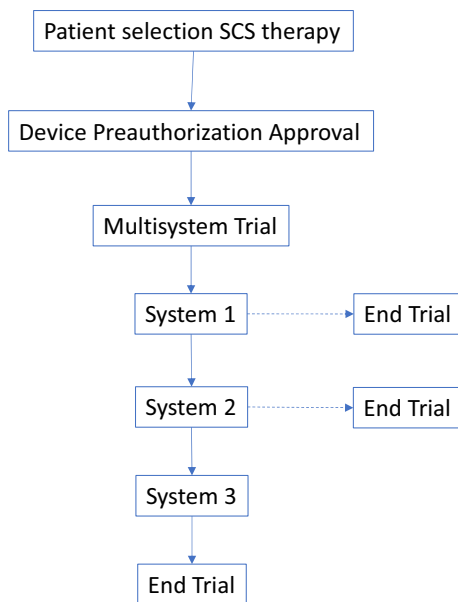 Patient selection SCS therapy
Device Preauthorization Approval
Multisystem Trial
System 1
End Trial
System 2
End Trial
System 3
End Trial